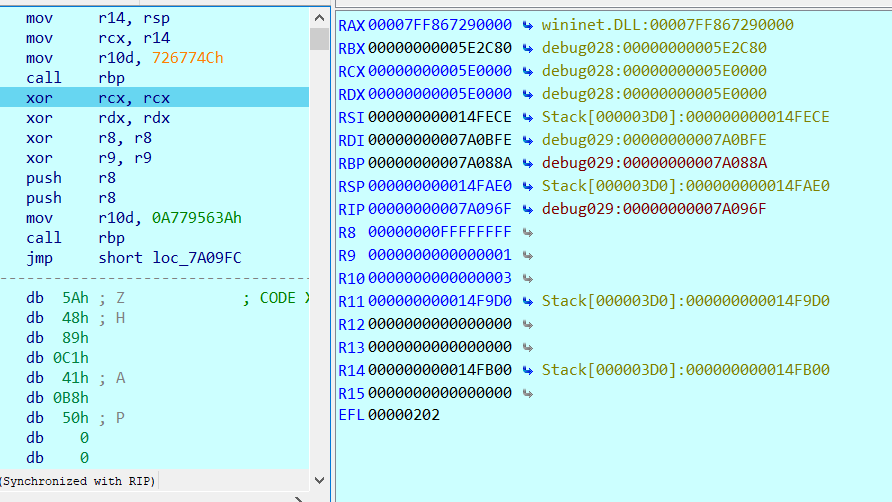 mov r14, rsp
mov rcx, r14
mov r10d, 726774Ch
call rbp
xor rcx, rcx
xor rdx, rdx
xor r8, r8
xor r9, r9
push r8
push r8
mov r10d, 0A779563Ah
call rbp
jmp short loc_7A09FC
db 5Ah ; Z ; CODE X
db 48h ; H
db 89h
db 0C1h
db 41h ; A
db 0B8h
db 50h ; P
db 0
db 0
(Synchronized with RIP)
RAX 00007FF867290000 wininet.DLL:00007FF867290000
RBX 00000000005E2C80 debug028:00000000005E2C80
RCX 00000000005E0000 debug028:00000000005E0000
RDX 00000000005E0000 debug028:00000000005E0000
RSI 000000000014FECE Stack[000003D0]:000000000014FECE
RDI 00000000007A0BFE debug029:00000000007A0BFE
RBP 00000000007A088A debug029:00000000007A088A
RSP 000000000014FAE0 Stack[000003D0]:000000000014FAE0
RIP 00000000007A096F debug029:00000000007A096F
R8 00000000FFFFFFFF
R9 0000000000000001
R10 0000000000000003
R11 000000000014F9D0 Stack[000003D0]:000000000014F9D0
R12 0000000000000000
R13 0000000000000000
R14 000000000014FB00 Stack[000003D0]:000000000014FB00
R15 0000000000000000
EFL 00000202